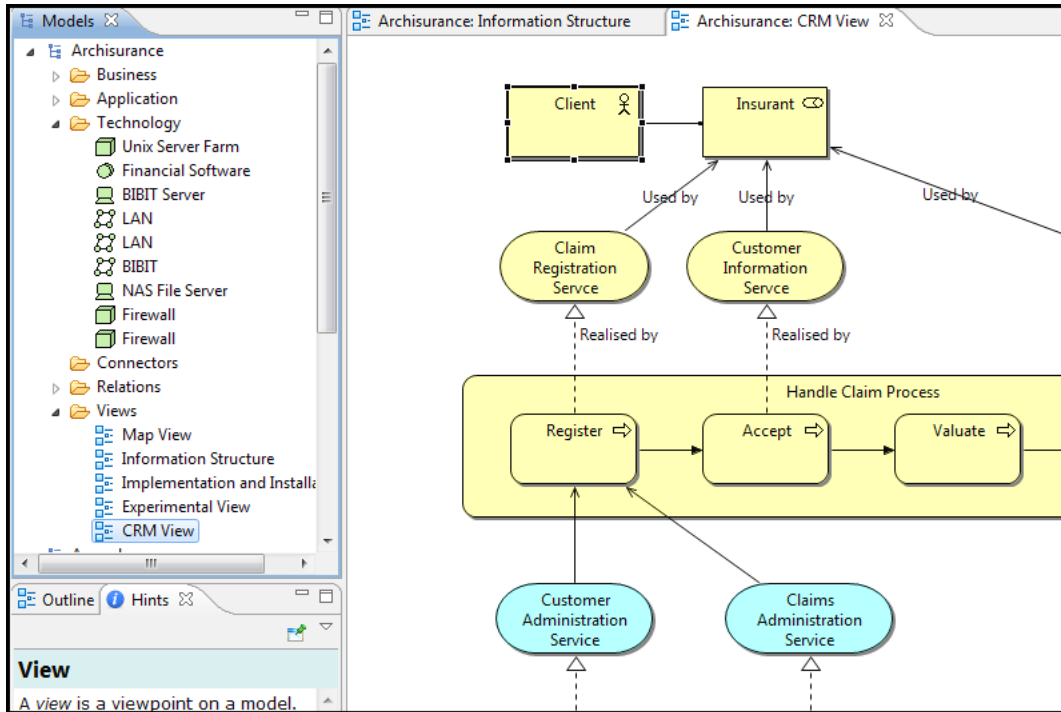 Models
Archisurance
Business
Application
Technology
Unix Server Farm
Financial Software
BIBIT Server
LAN
LAN
BIBIT
NAS File Server
Firewall
Firewall
Connectors
Relations
Views
Map View
Information Structure
Implementation and Installa
Experimental View
CRM View
Outline
Hints
View
A view is a viewpoint on a model.
Archisurance: Information Structure
Archisurance: CRM View
Client
Insurant
Used by
Used by
Used by
Claim
Registration
Servce
Customer
Information
Servce
Realised by
Realised by
Handle Claim Process
Register
Accept
Valuate
Customer
Administration
Service
Claims
Administration
Service